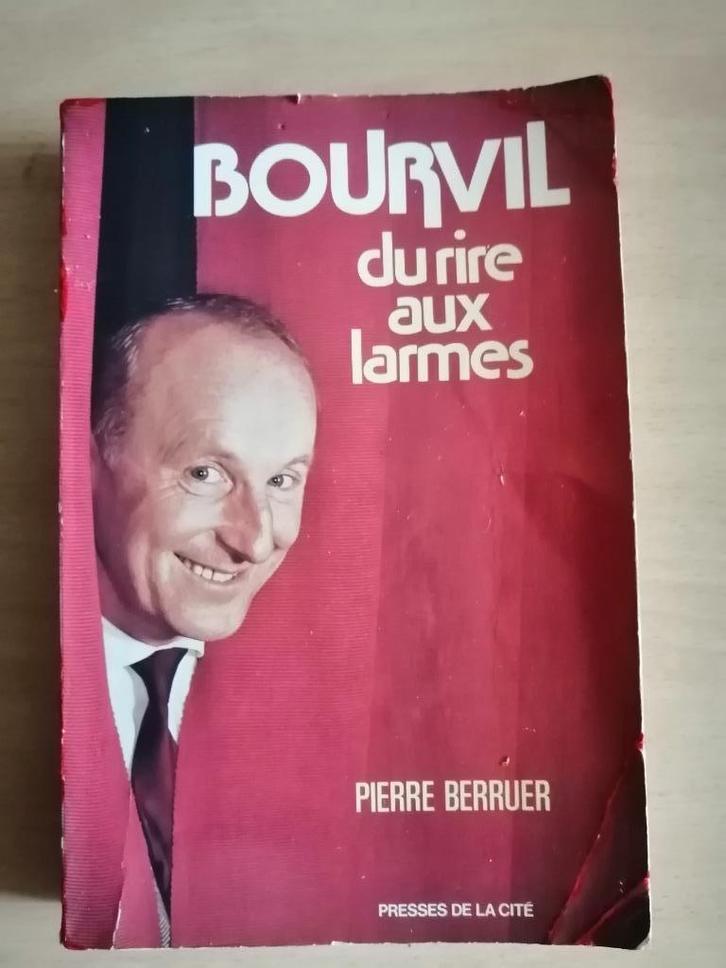 BOURVIL
du rire
aux
larmes
PIERRE BERRUER
PRESSES DE LA CITÉ